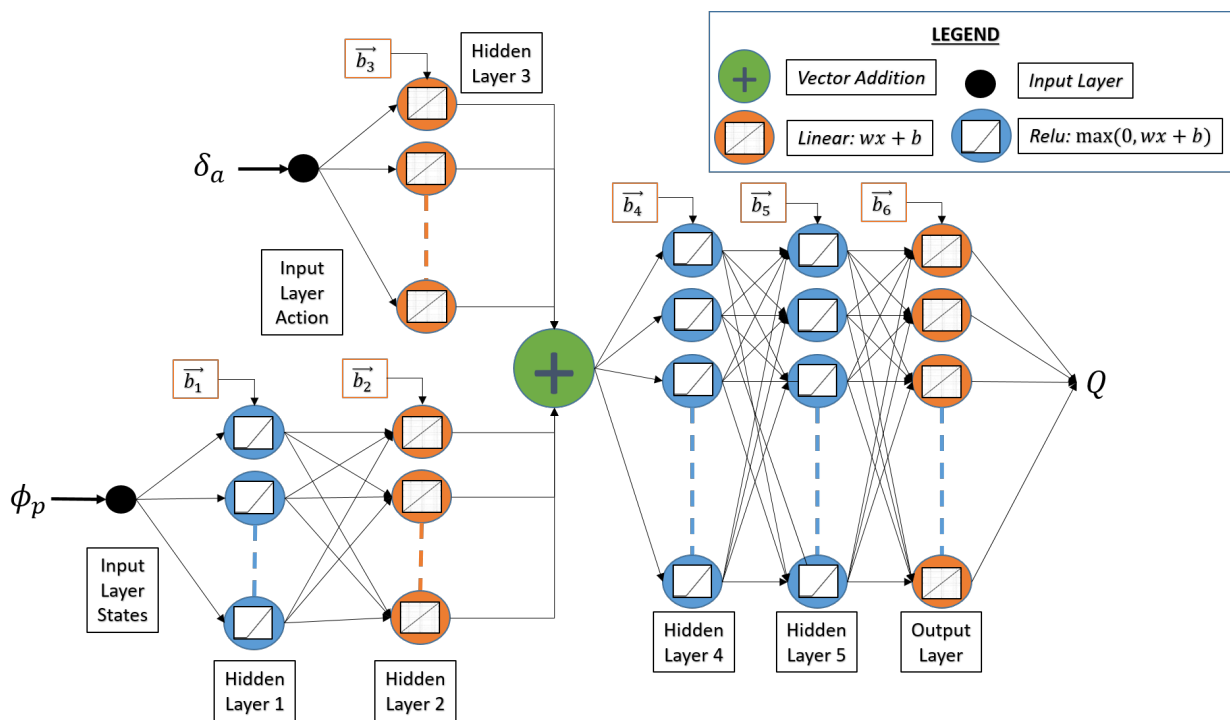 LEGEND
Vector Addition
Input Layer
Linear: wx + b
Relu: max(0, wx + b)
b₃
Hidden
Layer 3
δₐ
Input
Layer
Action
b₁
b₂
ϕₚ
Input
Layer
States
Hidden
Layer 1
Hidden
Layer 2
b₄
b₅
b₆
Q
Hidden
Layer 4
Hidden
Layer 5
Output
Layer